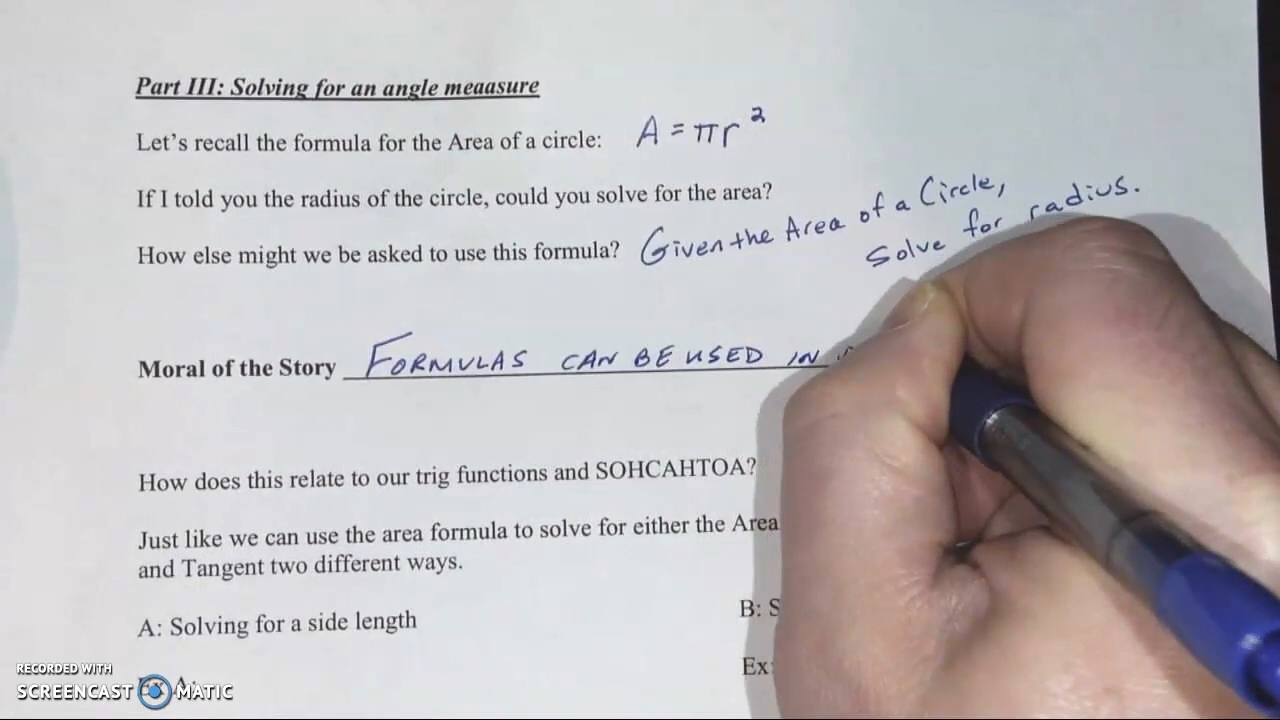 Part III: Solving for an angle meaasure
Let's recall the formula for the Area of a circle: A = πr²
If I told you the radius of the circle, could you solve for the area?
How else might we be asked to use this formula? Given the Area of a Circle,
Solve for radius.
Moral of the Story FORMULAS CAN BE USED IN
How does this relate to our trig functions and SOHCAHTOA?
Just like we can use the area formula to solve for either the Area
and Tangent two different ways.
A: Solving for a side length B: S
Ex A: Ex:
RECORDED WITH
SCREENCAST MATIC